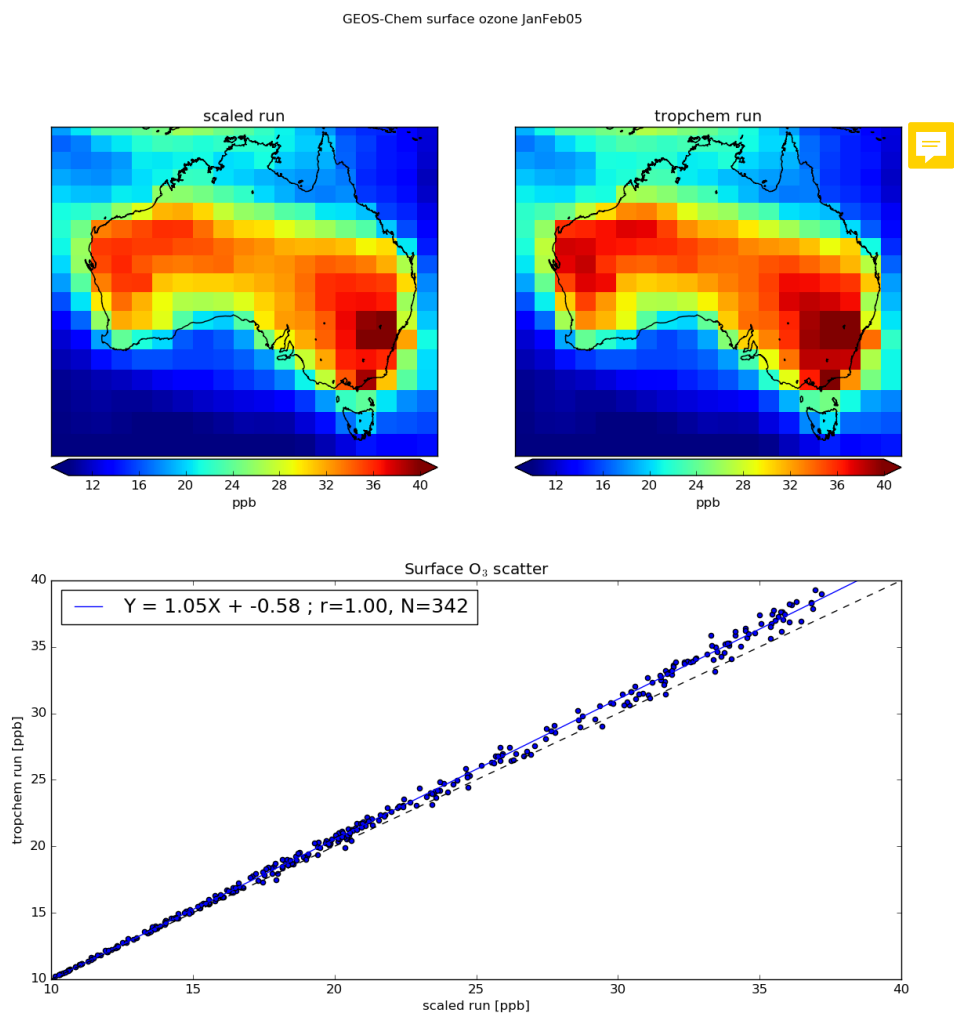 GEOS-Chem surface ozone JanFeb05
scaled run
tropchem run
12 16 20 24 28 32 36 40
ppb
12 16 20 24 28 32 36 40
ppb
Surface O₃ scatter
Y = 1.05X + -0.58 ; r=1.00, N=342
tropchem run [ppb]
40
35
30
25
20
15
10
10 15 20 25 30 35 40
scaled run [ppb]